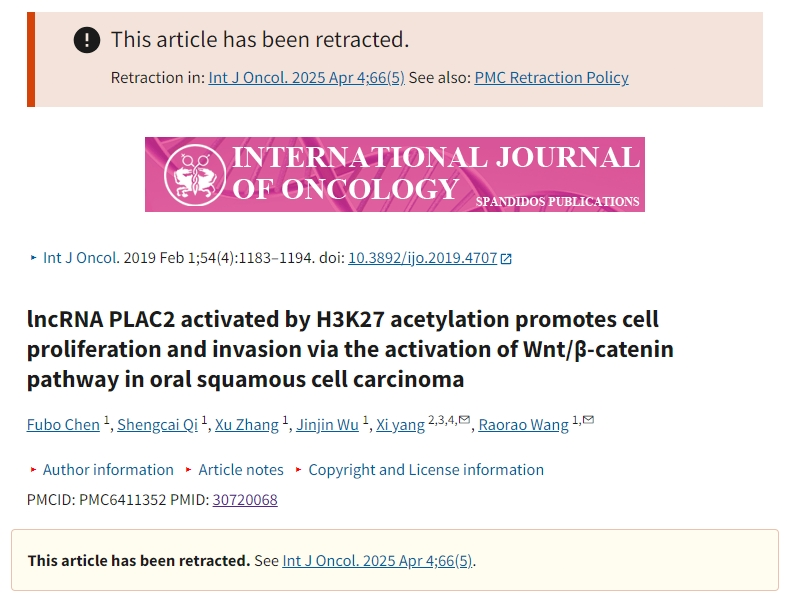 This article has been retracted.
Retraction in: Int J Oncol. 2025 Apr 4;66(5) See also: PMC Retraction Policy
INTERNATIONAL JOURNAL
OF ONCOLOGY
SPANDIDOS PUBLICATIONS
Int J Oncol. 2019 Feb 1;54(4):1183–1194. doi: 10.3892/ijo.2019.4707
lncRNA PLAC2 activated by H3K27 acetylation promotes cell
proliferation and invasion via the activation of Wnt/β-catenin
pathway in oral squamous cell carcinoma
Fubo Chen 1, Shengcai Qi 1, Xu Zhang 1, Jinjin Wu 1, Xi yang 2,3,4,✉, Raorao Wang 1,✉
Author information Article notes Copyright and License information
PMCID: PMC6411352 PMID: 30720068
This article has been retracted. See Int J Oncol. 2025 Apr 4;66(5).